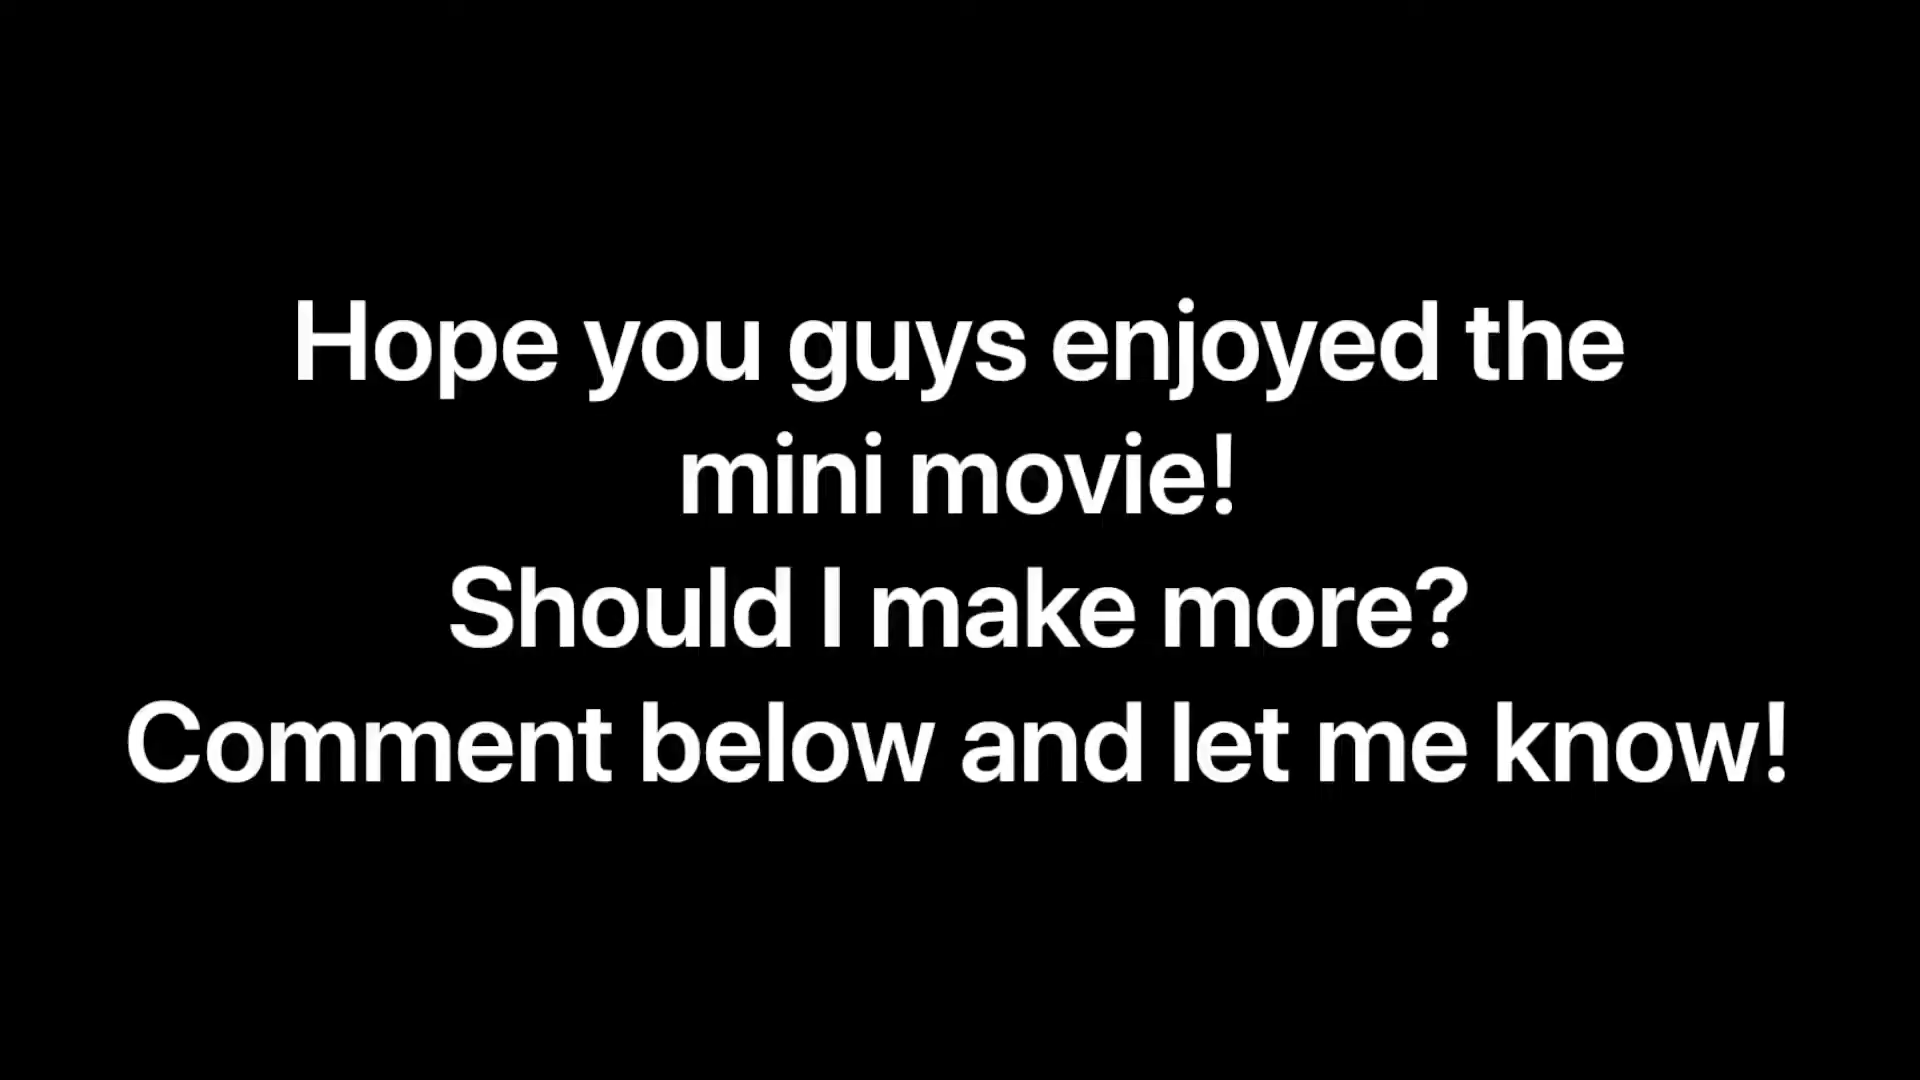 Hope you guys enjoyed the
mini movie!
Should I make more?
Comment below and let me know!